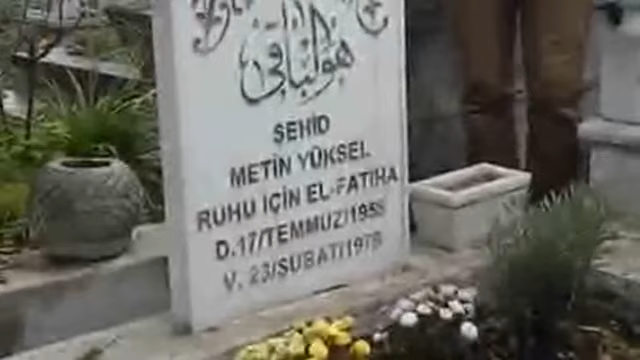 هو الباقي
ŞEHİD
METİN YÜKSEL
RUHU İÇİN EL-FATİHA
D.17/TEMMUZ/1958
V. 23/ŞUBAT/1979